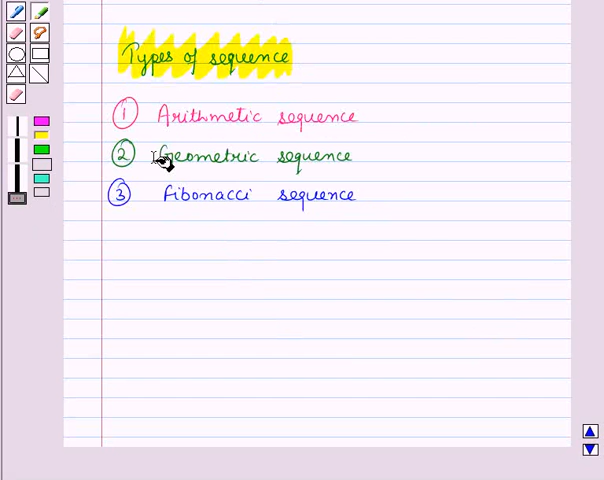 Types of sequence
① Arithmetic sequence
② Geometric sequence
③ Fibonacci sequence